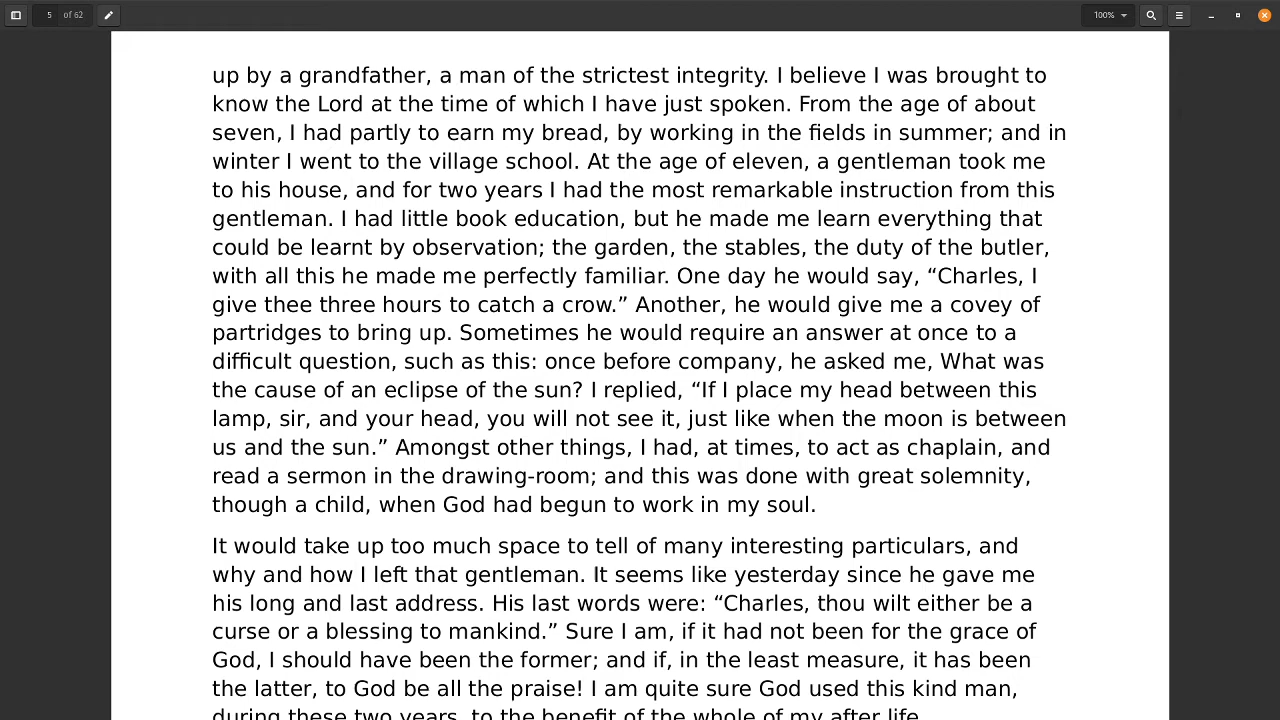 5 of 62
100%
up by a grandfather, a man of the strictest integrity. I believe I was brought to
know the Lord at the time of which I have just spoken. From the age of about
seven, I had partly to earn my bread, by working in the fields in summer; and in
winter I went to the village school. At the age of eleven, a gentleman took me
to his house, and for two years I had the most remarkable instruction from this
gentleman. I had little book education, but he made me learn everything that
could be learnt by observation; the garden, the stables, the duty of the butler,
with all this he made me perfectly familiar. One day he would say, “Charles, I
give thee three hours to catch a crow.” Another, he would give me a covey of
partridges to bring up. Sometimes he would require an answer at once to a
difficult question, such as this: once before company, he asked me, What was
the cause of an eclipse of the sun? I replied, “If I place my head between this
lamp, sir, and your head, you will not see it, just like when the moon is between
us and the sun.” Amongst other things, I had, at times, to act as chaplain, and
read a sermon in the drawing-room; and this was done with great solemnity,
though a child, when God had begun to work in my soul.
It would take up too much space to tell of many interesting particulars, and
why and how I left that gentleman. It seems like yesterday since he gave me
his long and last address. His last words were: “Charles, thou wilt either be a
curse or a blessing to mankind.” Sure I am, if it had not been for the grace of
God, I should have been the former; and if, in the least measure, it has been
the latter, to God be all the praise! I am quite sure God used this kind man,
during these two years, to the benefit of the whole of my after life.